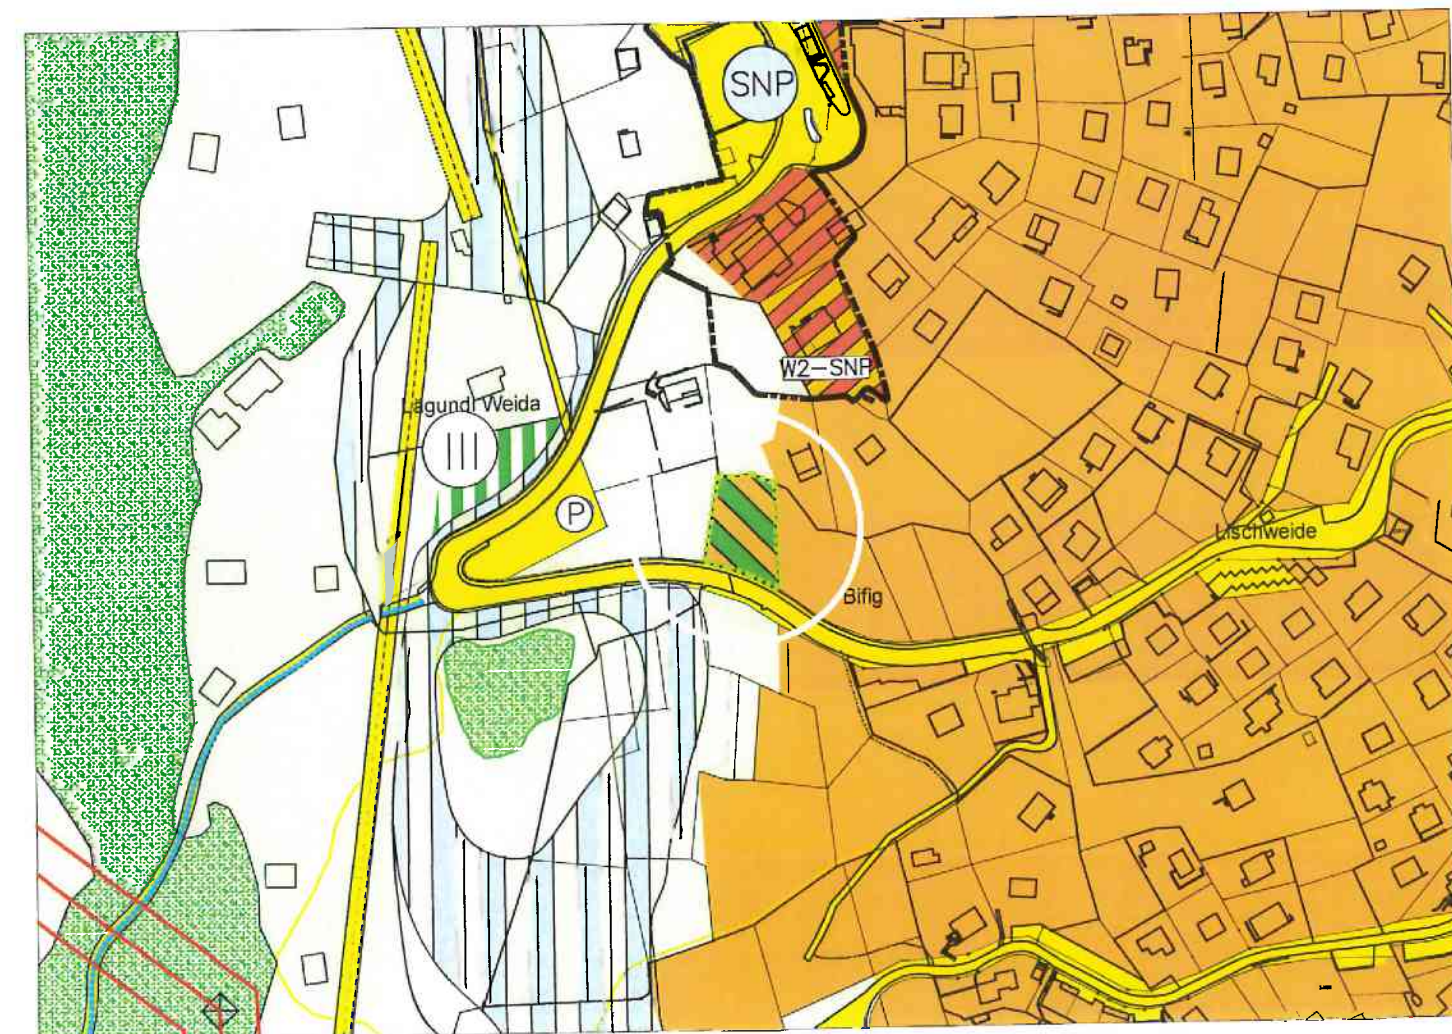 SNP
W2-SNP
Lagundi Weida
III
P
Lischweide
Bifig